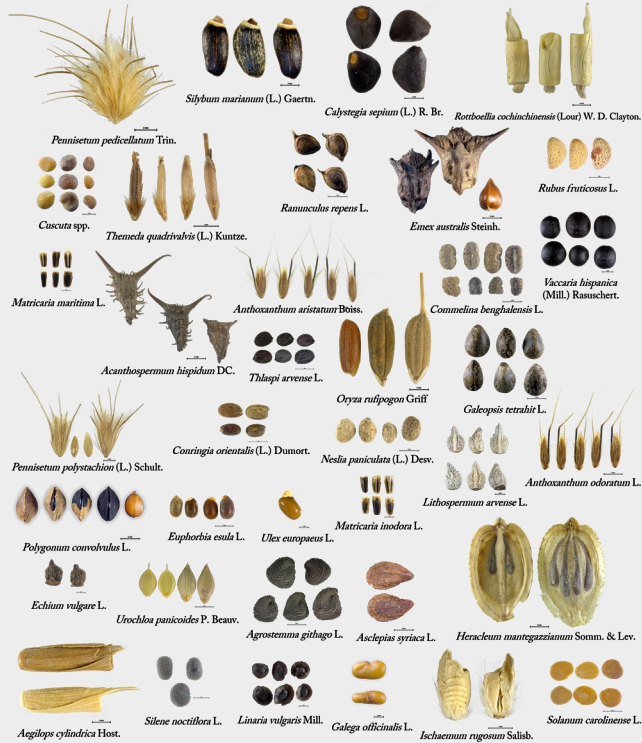 Silybum marianum (L.) Gaertn.
Calystegia sepium (L.) R. Br.
Rottboellia cochinchinensis (Lour) W. D. Clayton.
Pennisetum pedicellatum Trin.
Cuscuta spp.
Themeda quadrivalvis (L.) Kuntze.
Ranunculus repens L.
Emex australis Steinh.
Rubus fruticosus L.
Matricaria maritima L.
Anthoxanthum aristatum Boiss.
Commelina benghalensis L.
Vaccaria hispanica
(Mill.) Rasuschert.
Acanthospermum hispidum DC.
Thlaspi arvense L.
Oryza rufipogon Griff
Galeopsis tetrahit L.
Pennisetum polystachion (L.) Schult.
Conringia orientalis (L.) Dumort.
Neslia paniculata (L.) Desv.
Lithospermum arvense L.
Anthoxanthum odoratum L.
Polygonum convolvulus L.
Euphorbia esula L.
Ulex europaeus L.
Matricaria inodora L.
Echium vulgare L.
Urochloa panicoides P. Beauv.
Agrostemma githago L.
Asclepias syriaca L.
Heracleum mantegazzianum Somm. & Lev.
Aegilops cylindrica Host.
Silene noctiflora L.
Linaria vulgaris Mill.
Galega officinalis L.
Ischaemum rugosum Salisb.
Solanum carolinense L.